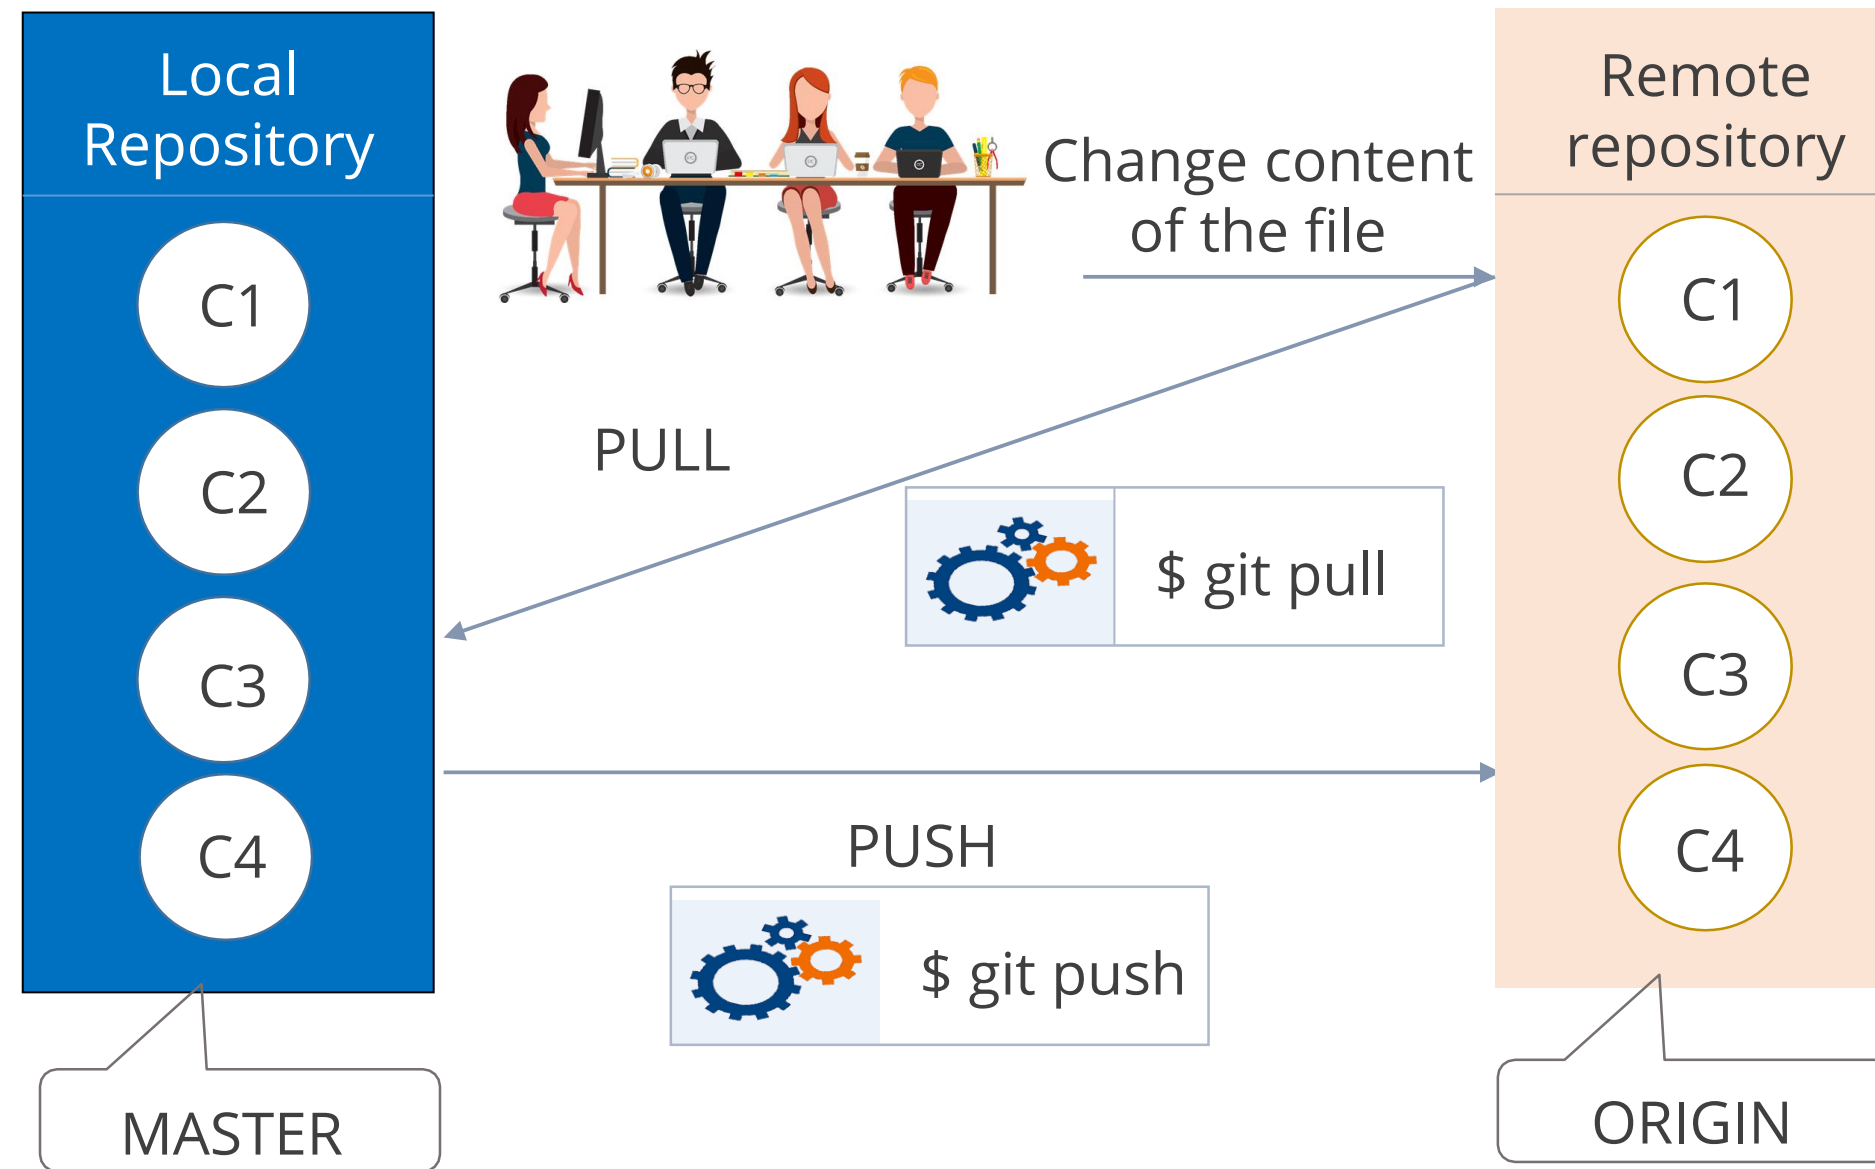 Local
Repository
C1
C2
C3
C4
MASTER
Change content
of the file
PULL
$ git pull
PUSH
$ git push
Remote
repository
C1
C2
C3
C4
ORIGIN